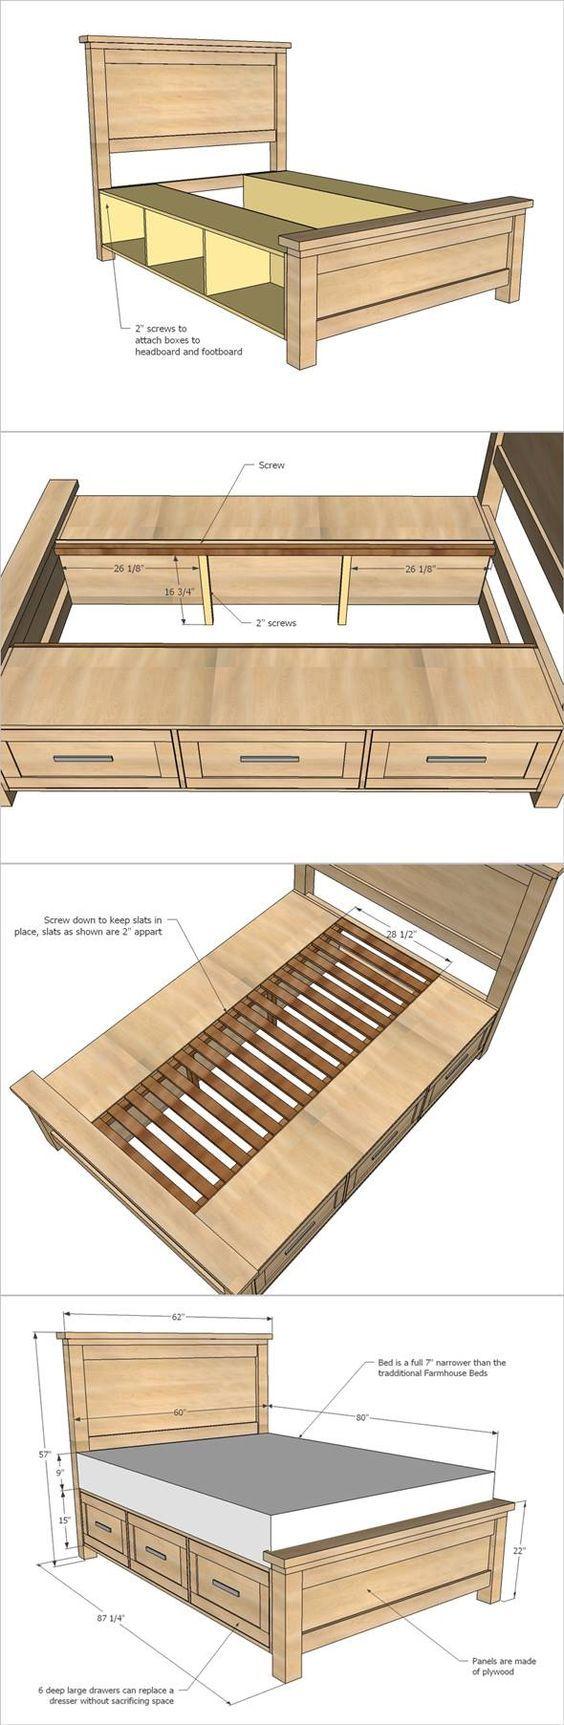 2" screws to
attach boxes to
headboard and footboard
Screw
26 1/8"
26 1/8"
16 3/4"
2" screws
Screw down to keep slats in
place, slats as shown are 2" appart
28 1/2"
62"
Bed is a full 7" narrower than the
tradditional Farmhouse Beds
60"
80"
57"
9"
15"
22"
87 1/4"
Panels are made
of plywood
6 deep large drawers can replace a
dresser without sacrificing space